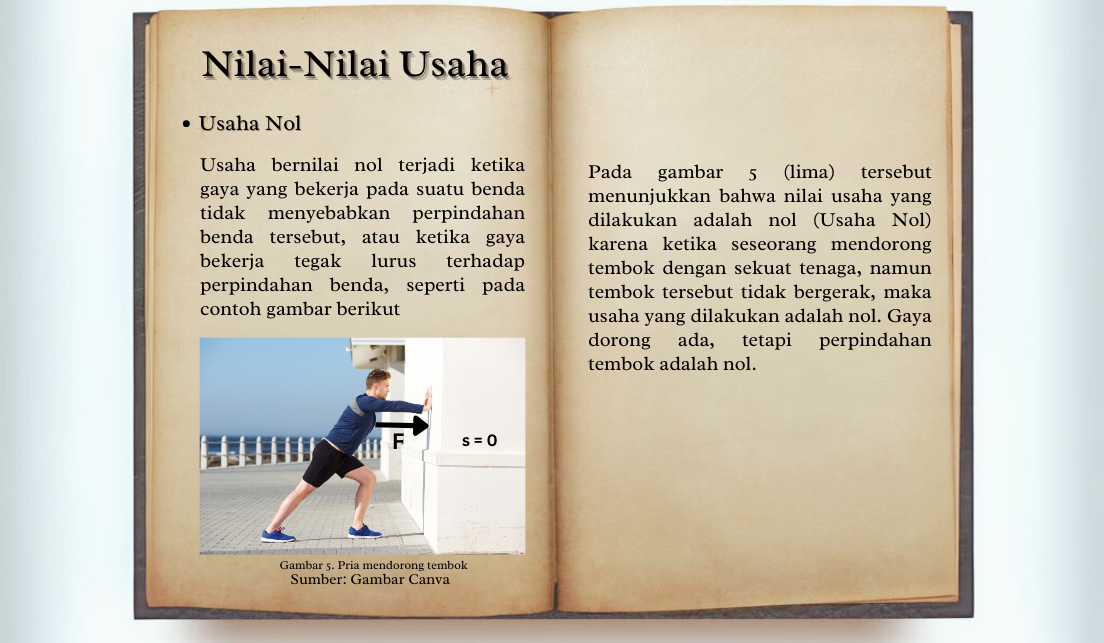 Nilai-Nilai Usaha
• Usaha Nol
Usaha bernilai nol terjadi ketika
gaya yang bekerja pada suatu benda
tidak menyebabkan perpindahan
benda tersebut, atau ketika gaya
bekerja tegak lurus terhadap
perpindahan benda, seperti pada
contoh gambar berikut
F
s = 0
Gambar 5. Pria mendorong tembok
Sumber: Gambar Canva
Pada gambar 5 (lima) tersebut
menunjukkan bahwa nilai usaha yang
dilakukan adalah nol (Usaha Nol)
karena ketika seseorang mendorong
tembok dengan sekuat tenaga, namun
tembok tersebut tidak bergerak, maka
usaha yang dilakukan adalah nol. Gaya
dorong ada, tetapi perpindahan
tembok adalah nol.